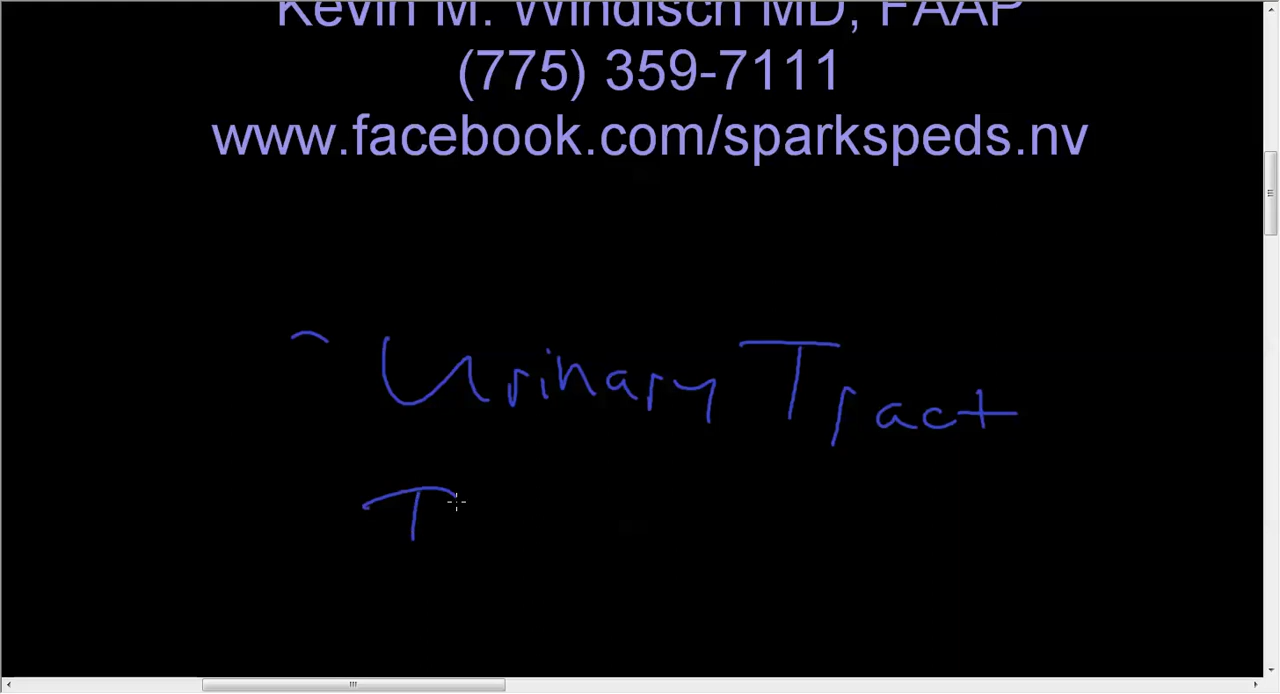 Kevin M. Windisch MD, FAAP
(775) 359-7111
www.facebook.com/sparkspeds.nv
Urinary Tract
T